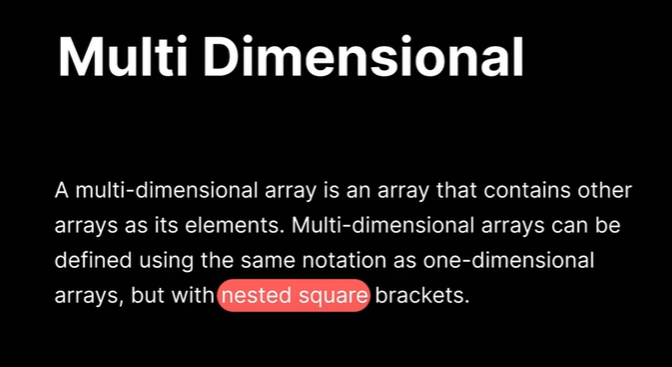 Multi Dimensional
A multi-dimensional array is an array that contains other
arrays as its elements. Multi-dimensional arrays can be
defined using the same notation as one-dimensional
arrays, but with nested square brackets.